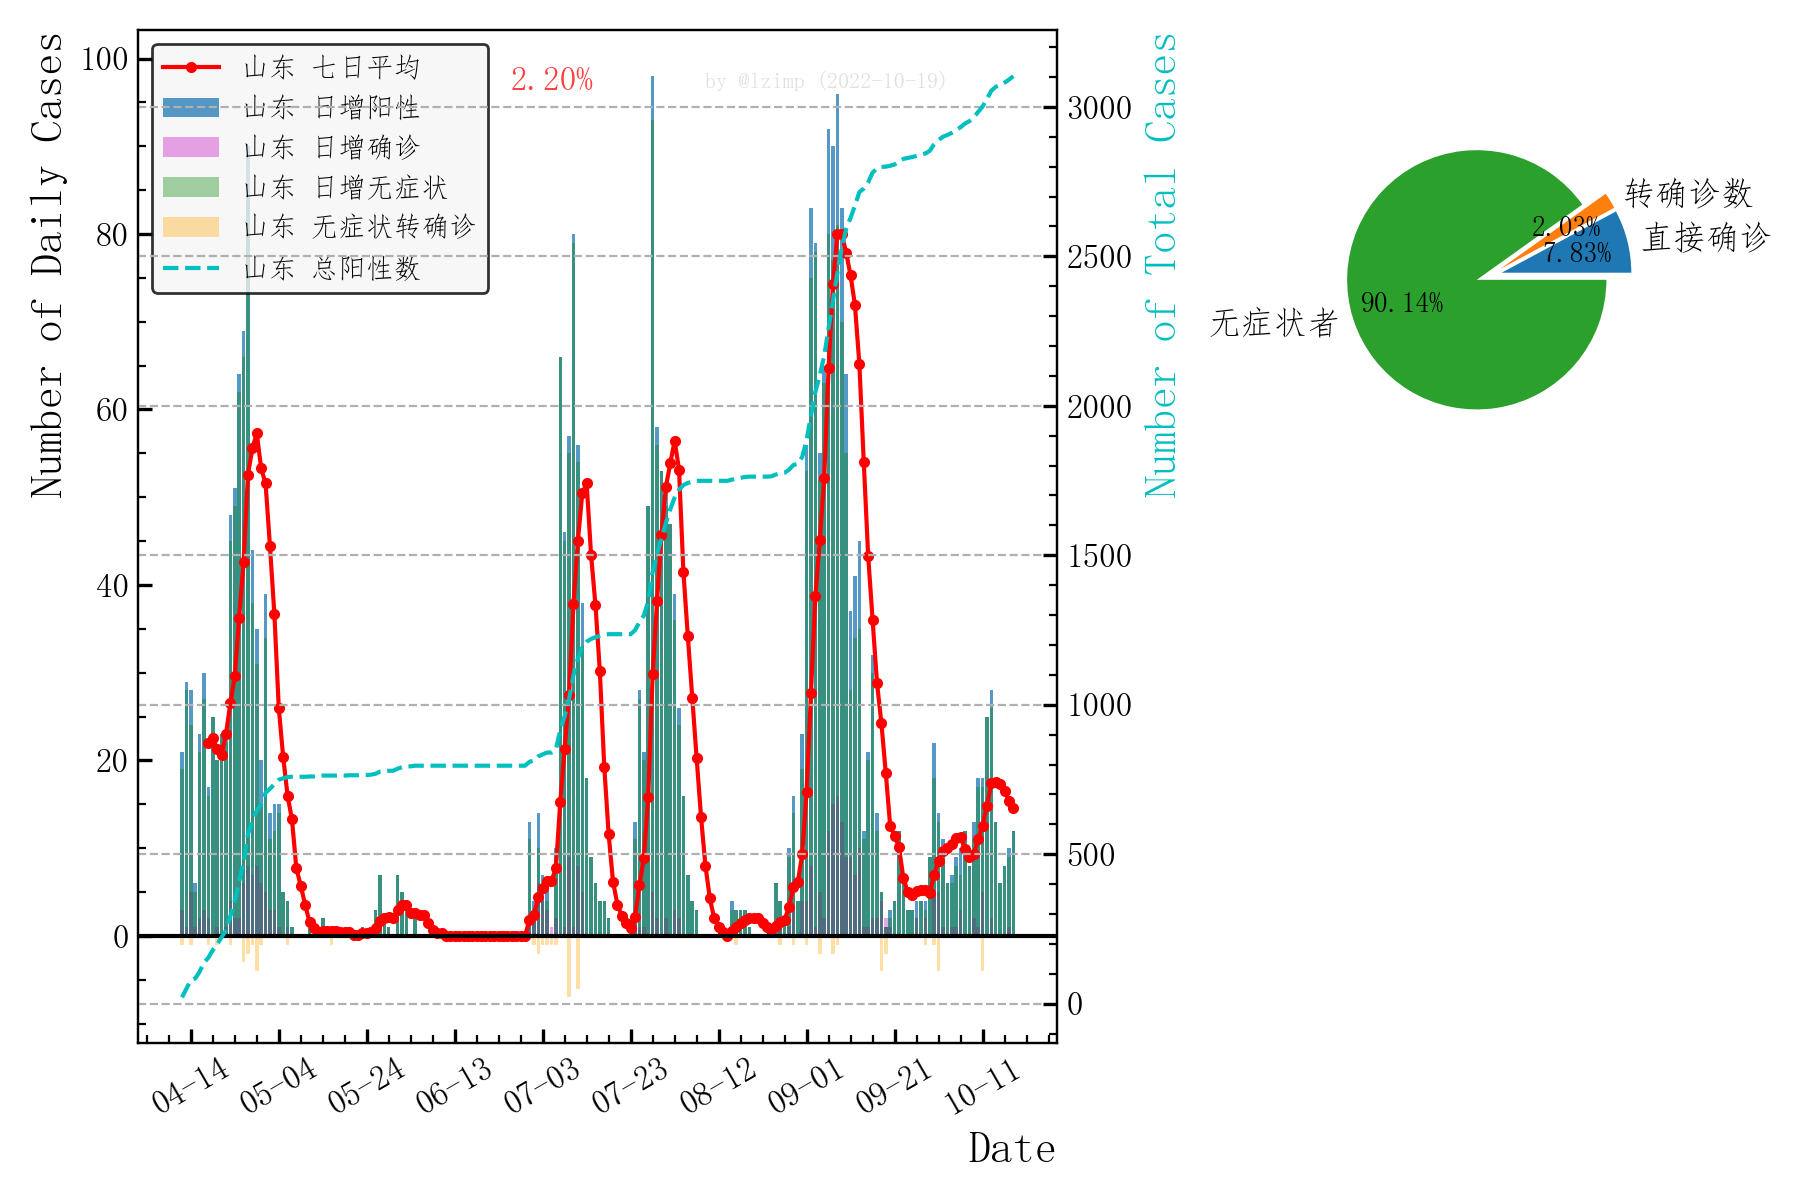 Number of Daily Cases
100
80
60
40
20
0
山东 七日平均
山东 日增阳性
山东 日增确诊
山东 日增无症状
山东 无症状转确诊
山东 总阳性数
2.20%
by @lzimp (2022-10-19)
3000
2500
2000
1500
1000
500
0
Number of Total Cases
04-14
05-04
05-24
06-13
07-03
07-23
08-12
09-01
09-21
10-11
Date
转确诊数
2.03%
直接确诊
7.83%
90.14%
无症状者